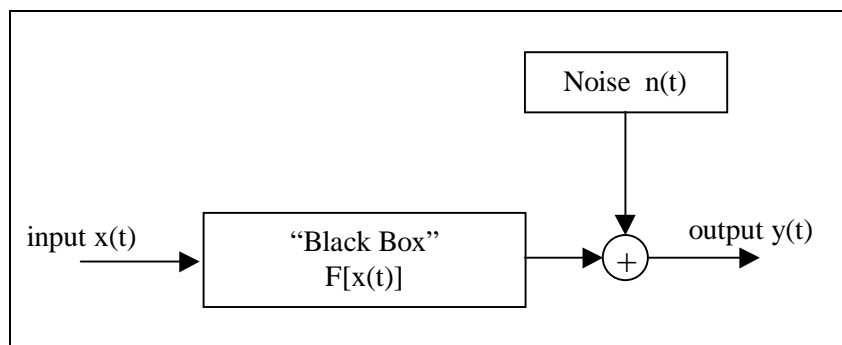 Noise n(t)
input x(t)
“Black Box”
F[x(t)]
+
output y(t)